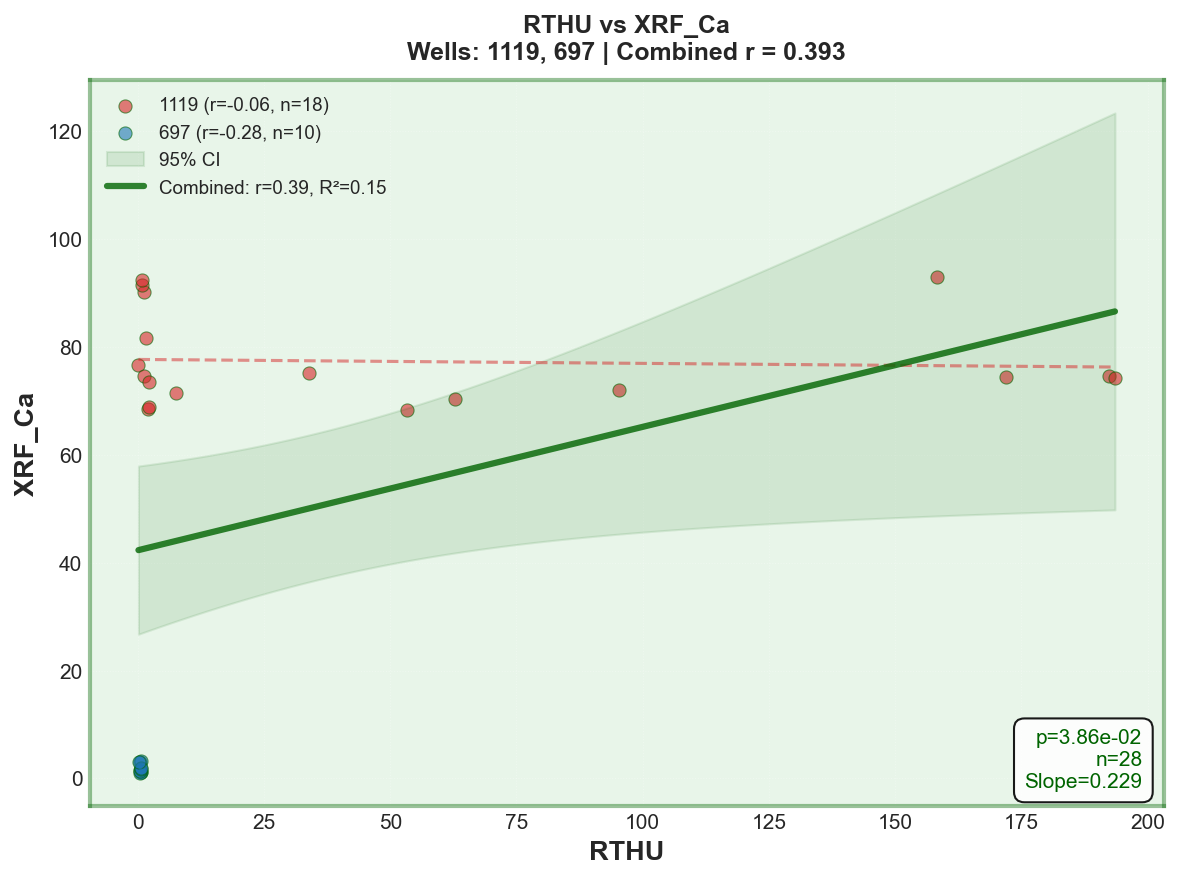 RTHU vs XRF_Ca
Wells: 1119, 697 | Combined r = 0.393
1119 (r=-0.06, n=18)
697 (r=-0.28, n=10)
95% CI
Combined: r=0.39, R²=0.15
120
100
80
60
40
20
0
XRF_Ca
p=3.86e-02
n=28
Slope=0.229
0 25 50 75 100 125 150 175 200
RTHU